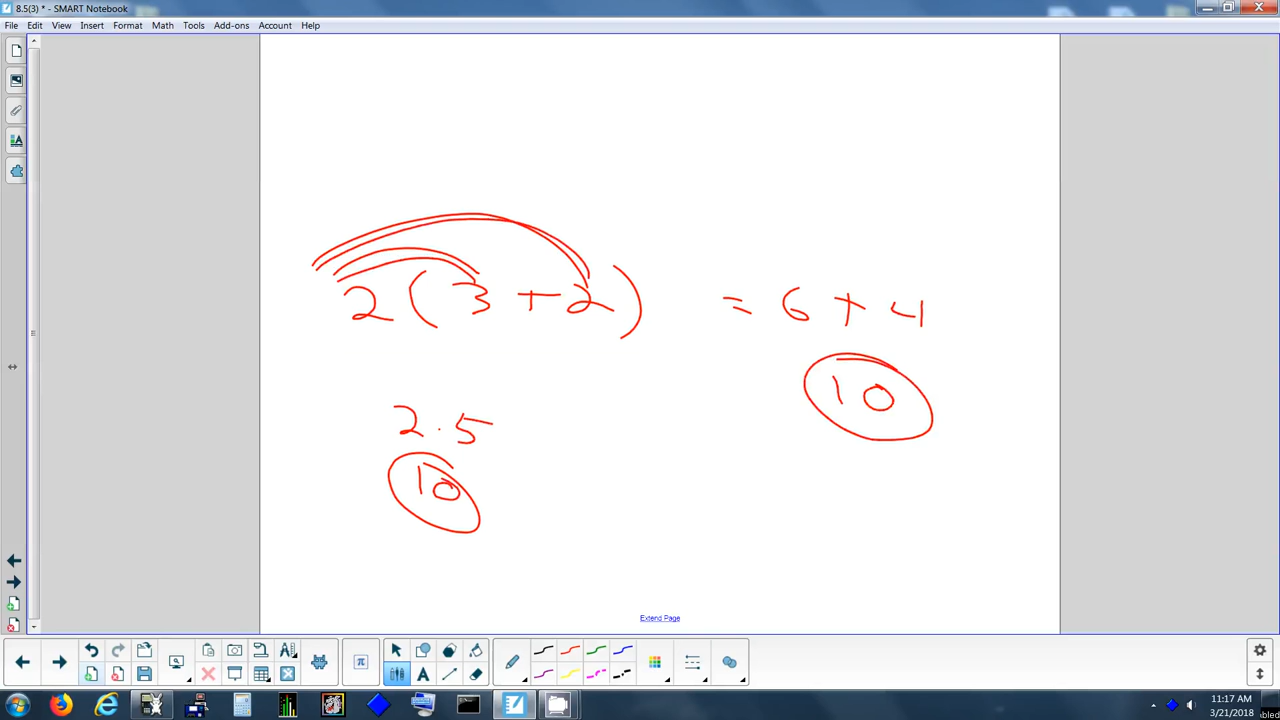 8.5(3) * - SMART Notebook
File Edit View Insert Format Math Tools Add-ons Account Help
2(3+2) = 6+4
10
2.5
10
Extend Page
π
A
11:17 AM
3/21/2018